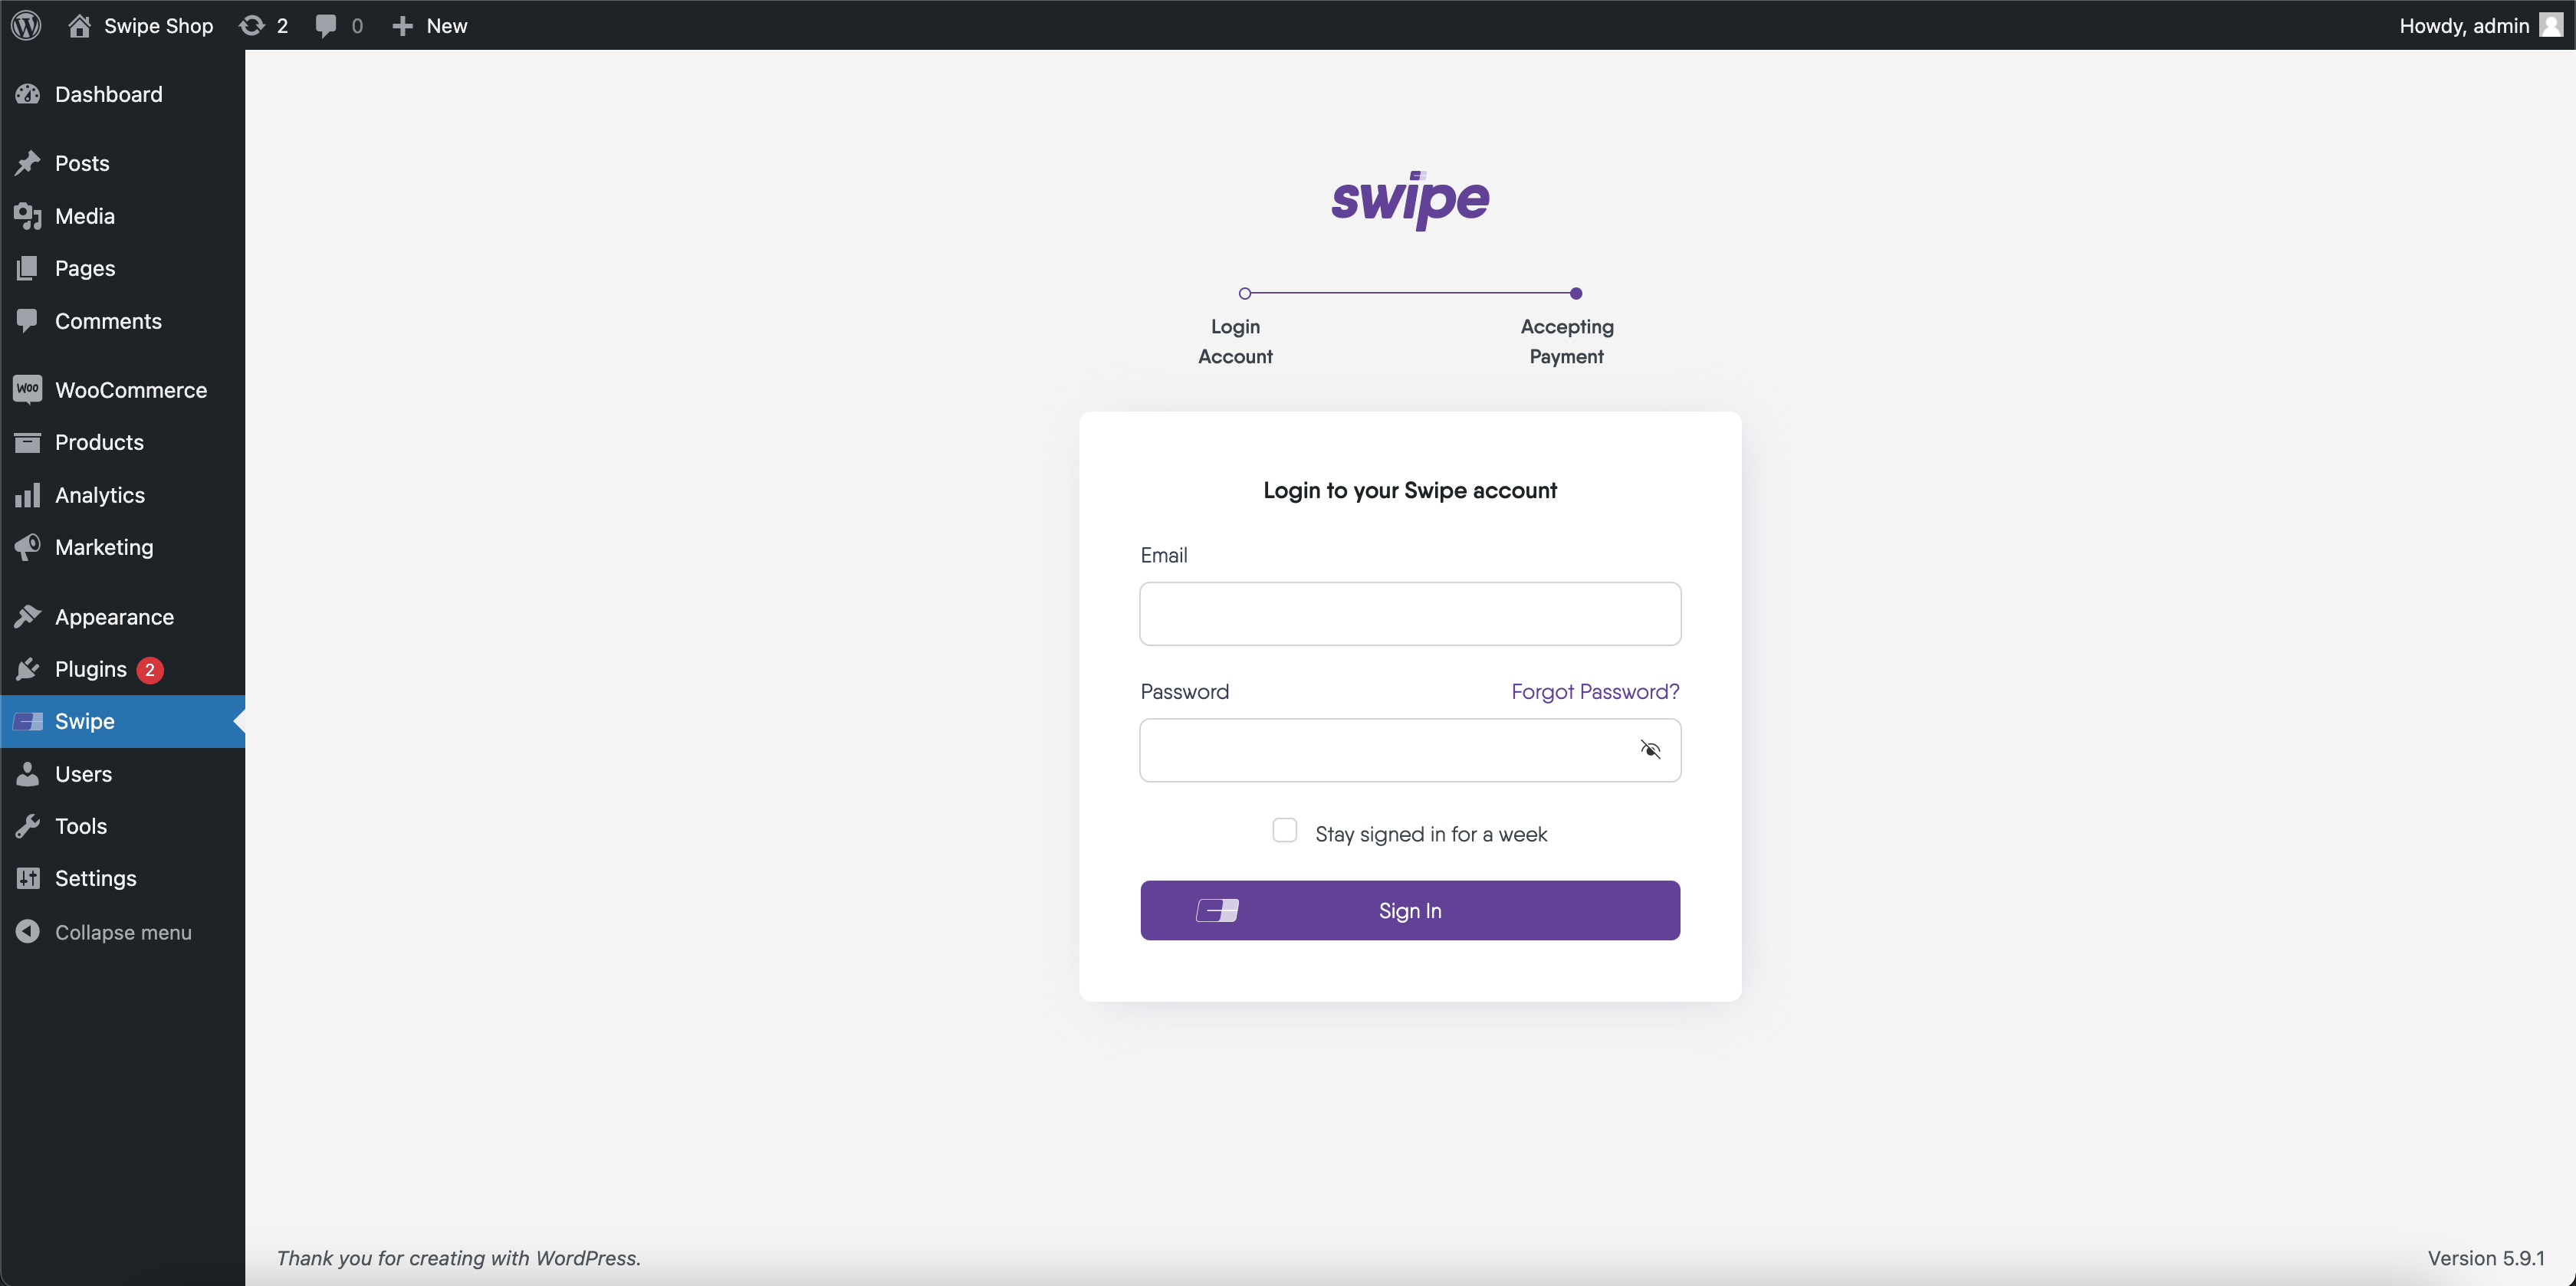 Swipe Shop 2 0 New Howdy, admin
Dashboard
Posts
Media
Pages
Comments
Woo WooCommerce
Products
Analytics
Marketing
Appearance
Plugins 2
Swipe
Users
Tools
Settings
Collapse menu
swipe
Login
Account
Accepting
Payment
Login to your Swipe account
Email
Password Forgot Password?
Stay signed in for a week
Sign In
Thank you for creating with WordPress. Version 5.9.1